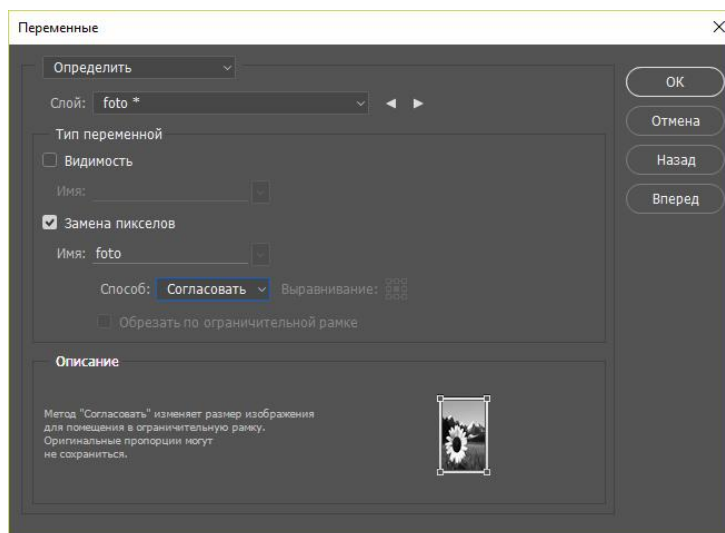 Переменные
Определить
Слой: foto *
Тип переменной
Видимость
Имя:
Замена пикселов
Имя: foto
Способ: Согласовать Выравнивание:
Обрезать по ограничительной рамке
Описание
Метод "Согласовать" изменяет размер изображения
для помещения в ограничительную рамку.
Оригинальные пропорции могут
не сохраниться.
ОК
Отмена
Назад
Вперед